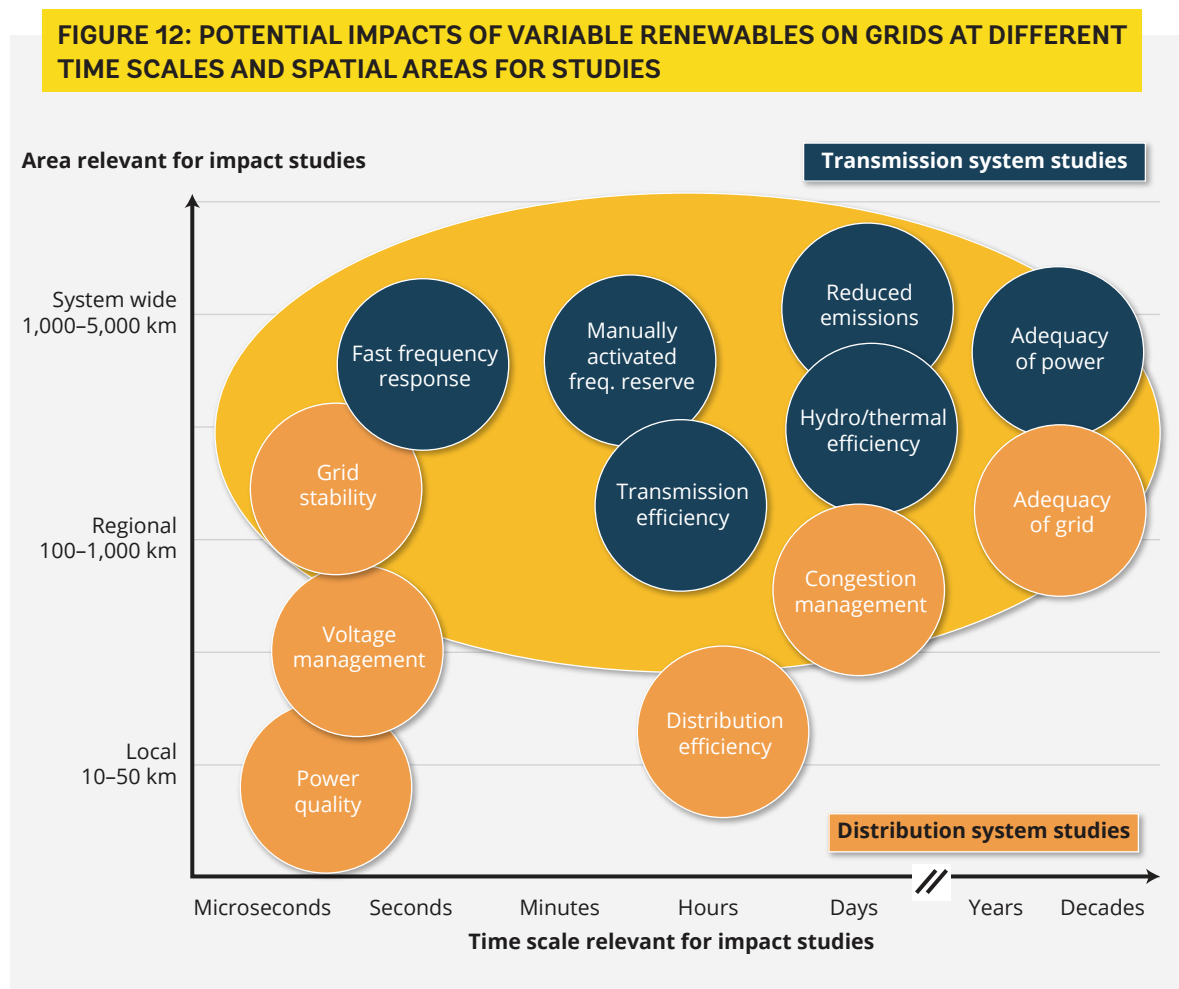 FIGURE 12: POTENTIAL IMPACTS OF VARIABLE RENEWABLES ON GRIDS AT DIFFERENT
TIME SCALES AND SPATIAL AREAS FOR STUDIES
Area relevant for impact studies
Transmission system studies
System wide
1,000–5,000 km
Regional
100–1,000 km
Local
10–50 km
Fast frequency
response
Manually
activated
freq. reserve
Reduced
emissions
Adequacy
of power
Hydro/thermal
efficiency
Grid
stability
Transmission
efficiency
Adequacy
of grid
Congestion
management
Voltage
management
Distribution
efficiency
Power
quality
Distribution system studies
Microseconds
Seconds
Minutes
Hours
Days
Years
Decades
Time scale relevant for impact studies